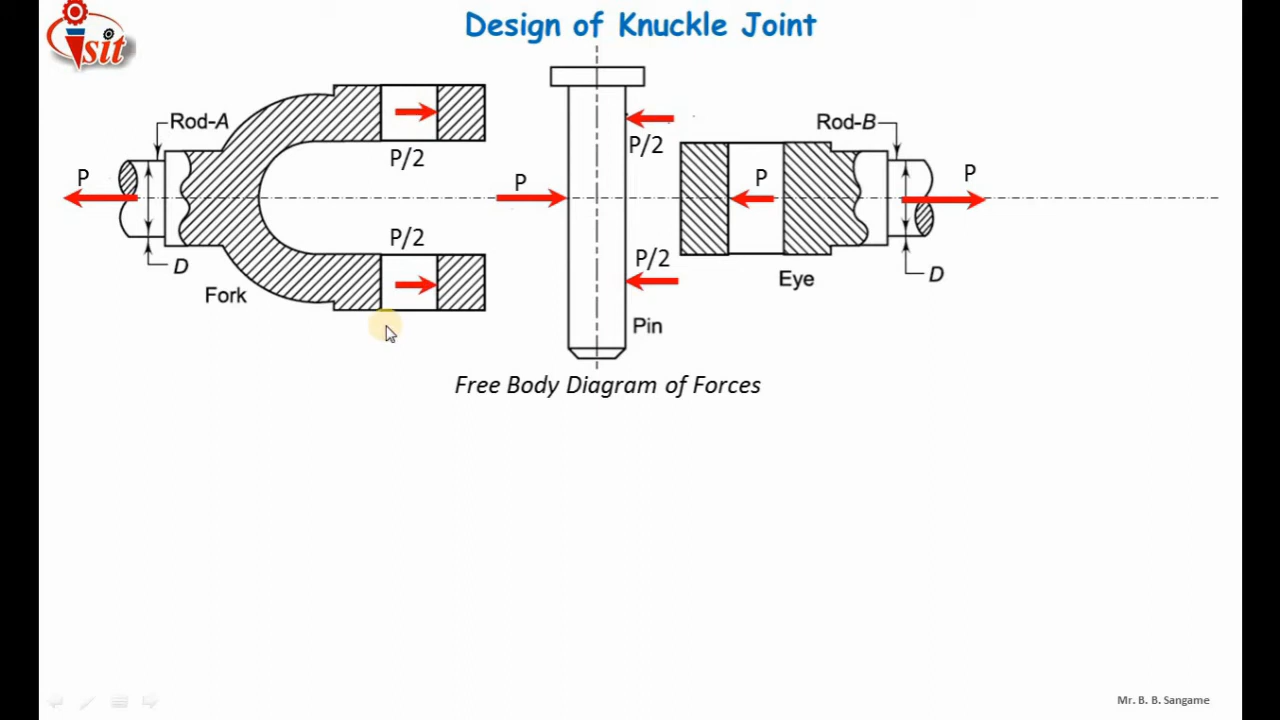 Design of Knuckle Joint
sit
Rod-A
P
D
Fork
P/2
P/2
P
P/2
P/2
Pin
Rod-B
P
P
Eye
D
Free Body Diagram of Forces
Mr. B. B. Sangame